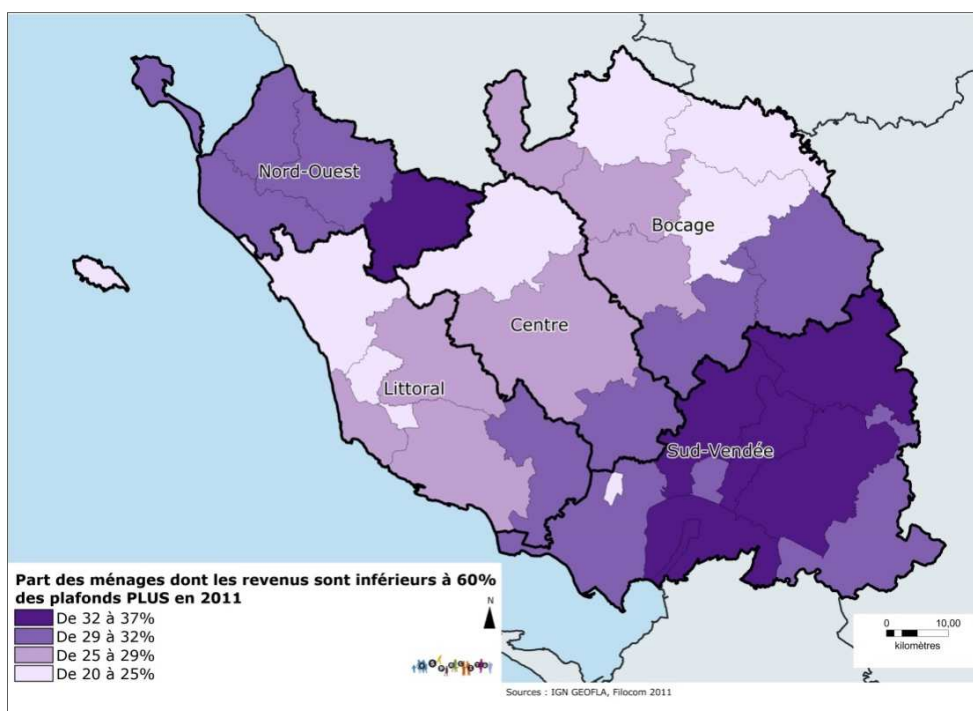 Nord-Ouest
Bocage
Centre
Littoral
Sud-Vendée
Part des ménages dont les revenus sont inférieurs à 60%
des plafonds PLUS en 2011
De 32 à 37%
De 29 à 32%
De 25 à 29%
De 20 à 25%
N
0 10,00
kilomètres
Sources : IGN GEOFLA, Filocom 2011